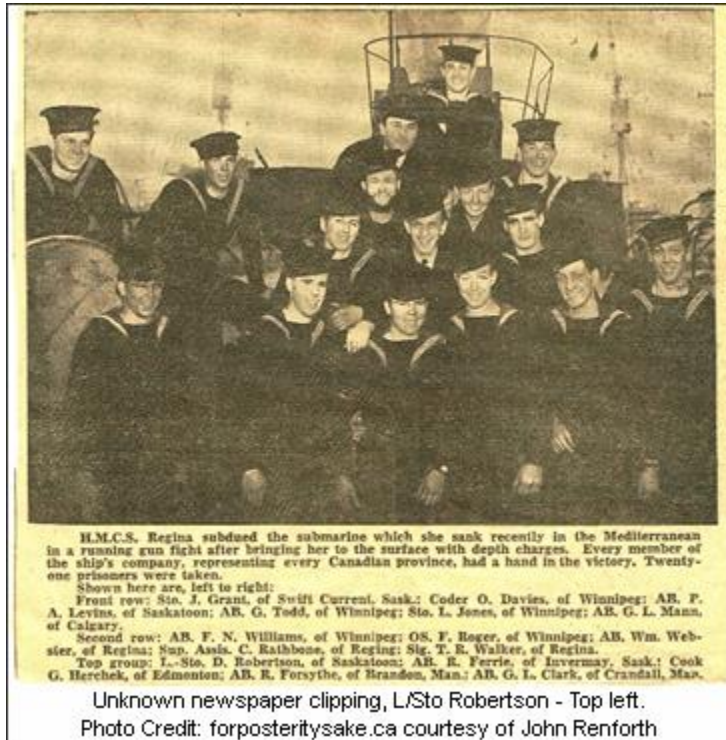 H.M.C.S. Regina subdued the submarine which she sank recently in the Mediterranean
in a running gun fight after bringing her to the surface with depth charges. Every member of
the ship's company, representing every Canadian province, had a hand in the victory. Twenty-
one prisoners were taken.
Shown here are, left to right:
Front row: Sto. J. Grant, of Swift Current, Sask.; Coder O. Davies, of Winnipeg; AB. P.
A. Levins, of Saskatoon; AB. G. Todd, of Winnipeg; Sto. L. Jones, of Winnipeg; AB. G. L. Mann,
of Calgary.
Second row: AB. F. N. Williams, of Winnipeg; OS. F. Roger, of Winnipeg; AB. Wm. Web-
ster, of Regina; Sup. Assis. C. Rathbone, of Reging; Sig. T. R. Walker, of Regina.
Top group: L.-Sto. D. Robertson, of Saskatoon; AB. R. Ferrie, of Invermay, Sask.; Cook
G. Herchek, of Edmonton; AB. R. Forsythe, of Brandon, Man.; AB. G. L. Clark, of Crandall, Man.
Unknown newspaper clipping, L/Sto Robertson - Top left.
Photo Credit: forposteritysake.ca courtesy of John Renforth